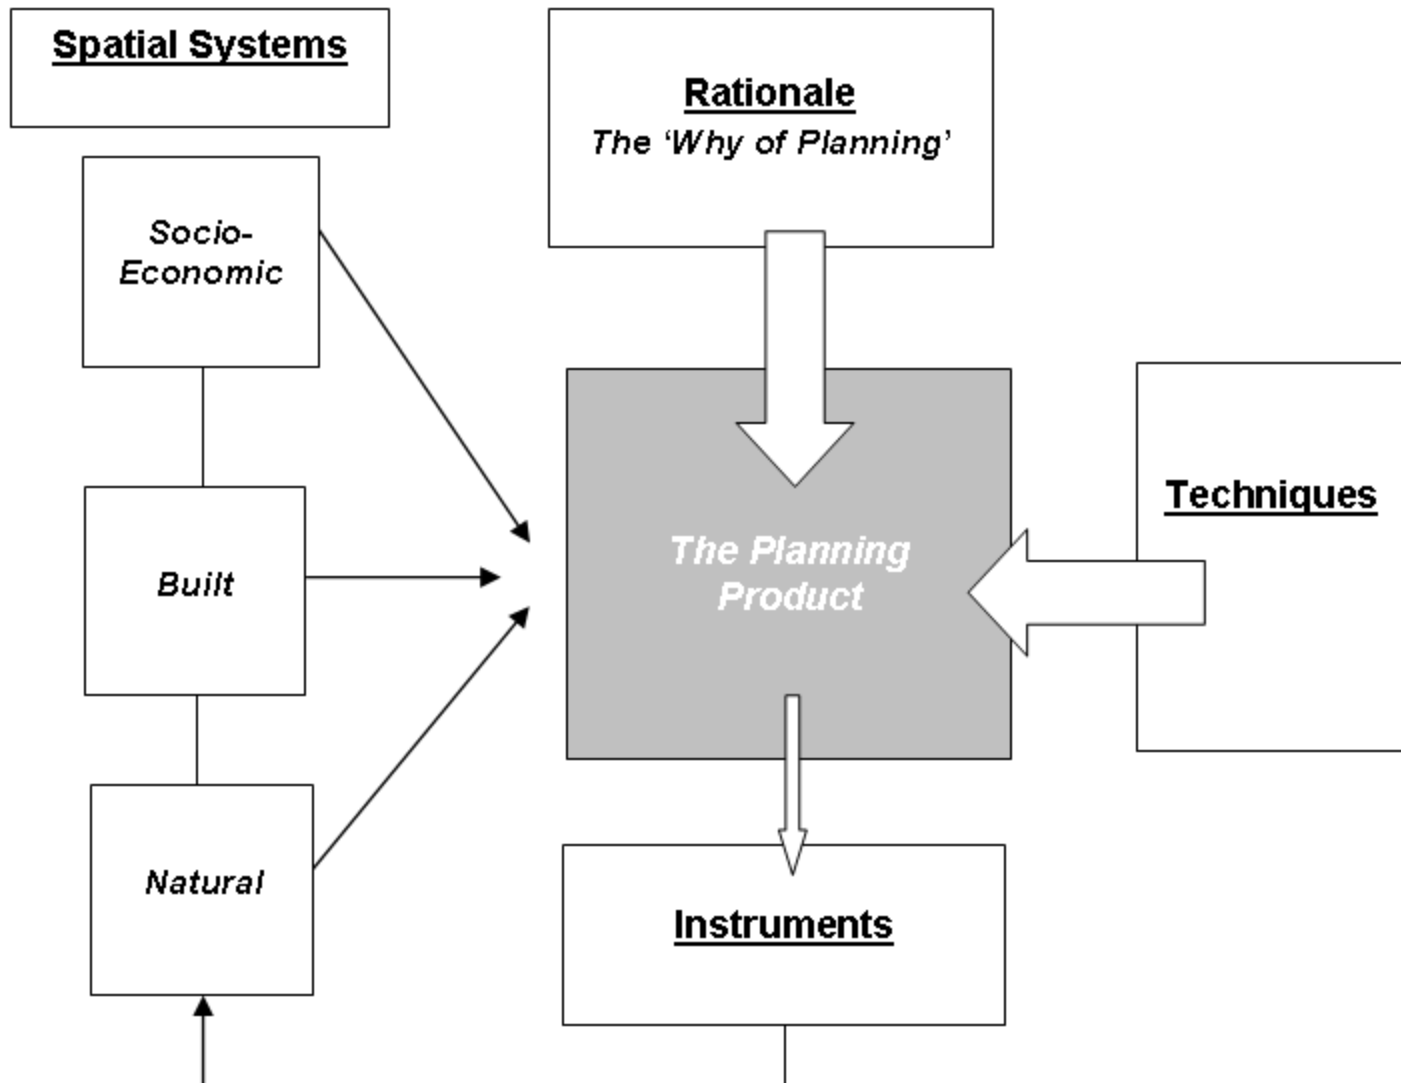 Spatial Systems
Rationale
The ‘Why of Planning’
Socio-
Economic
Built
Natural
The Planning
Product
Techniques
Instruments